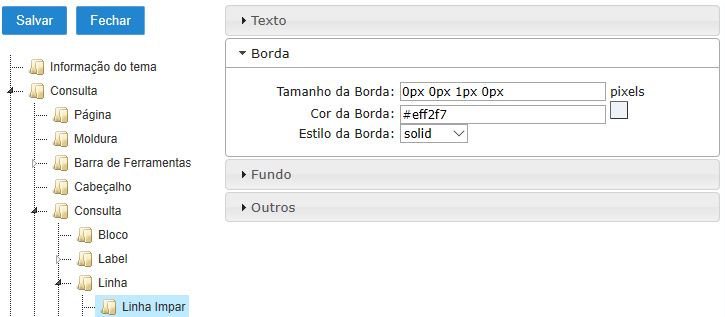 Salvar
Fechar
Informação do tema
Consulta
Página
Moldura
Barra de Ferramentas
Cabeçalho
Consulta
Bloco
Label
Linha
Linha Impar
Texto
Borda
Tamanho da Borda: 0px 0px 1px 0px pixels
Cor da Borda: #eff2f7
Estilo da Borda: solid
Fundo
Outros